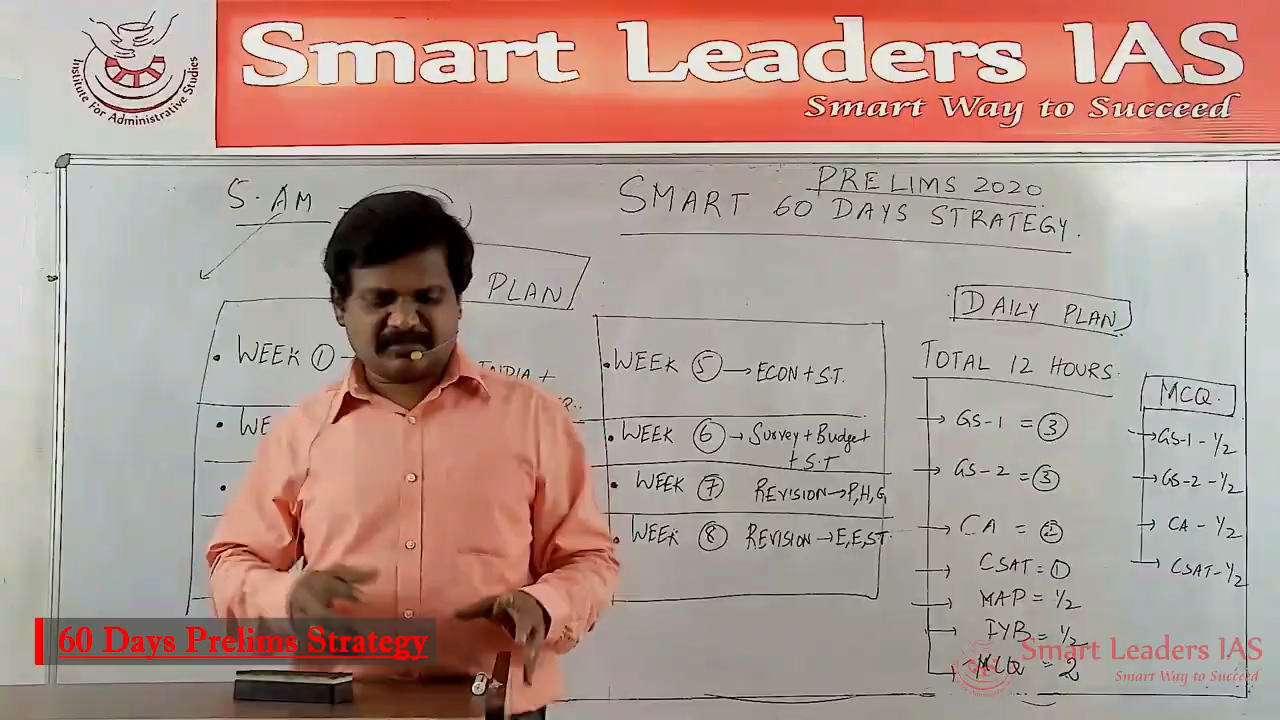 Smart Leaders IAS
Smart Way to Succeed
Institute For Administrative Studies
5 AM
PRELIMS 2020
SMART 60 DAYS STRATEGY.
PLAN
WEEK 1
INDIA +
WEEK 5 → ECON + S.T.
WEEK 6 → Survey + Budget
+ S.T
WEEK 7 REVISION → P, H, G,
WEEK 8 REVISION → E, E, ST.
DAILY PLAN
TOTAL 12 HOURS.
→ GS-1 = 3
→ GS-2 = 3
→ CA = 2
→ CSAT = 1
→ MAP = 1/2
→ IYB = 1/2
→ MCQ = 2
MCQ.
→ GS-1 - 1/2
→ GS-2 - 1/2
→ CA - 1/2
→ CSAT - 1/2
60 Days Prelims Strategy
Smart Leaders IAS
Smart Way to Succeed